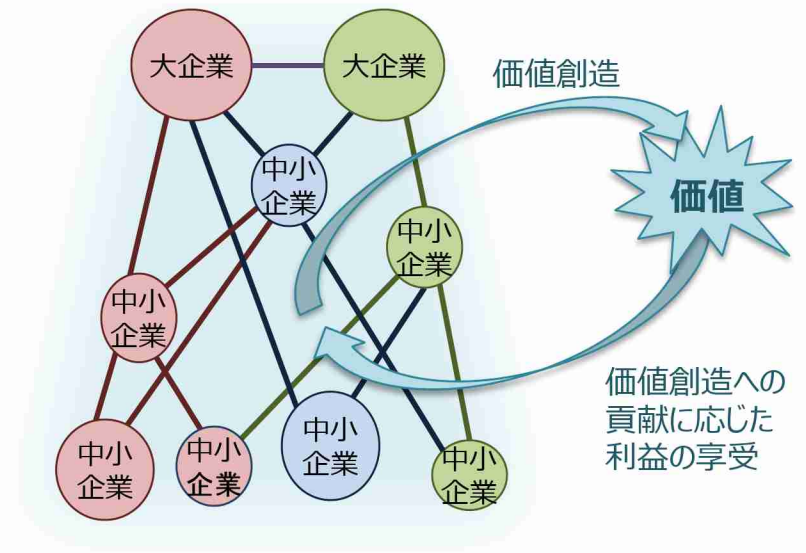 大企業
大企業
価値創造
中小
企業
価値
中小
企業
中小
企業
価値創造への
貢献に応じた
利益の享受
中小
企業
中小
企業
中小
企業
中小
企業